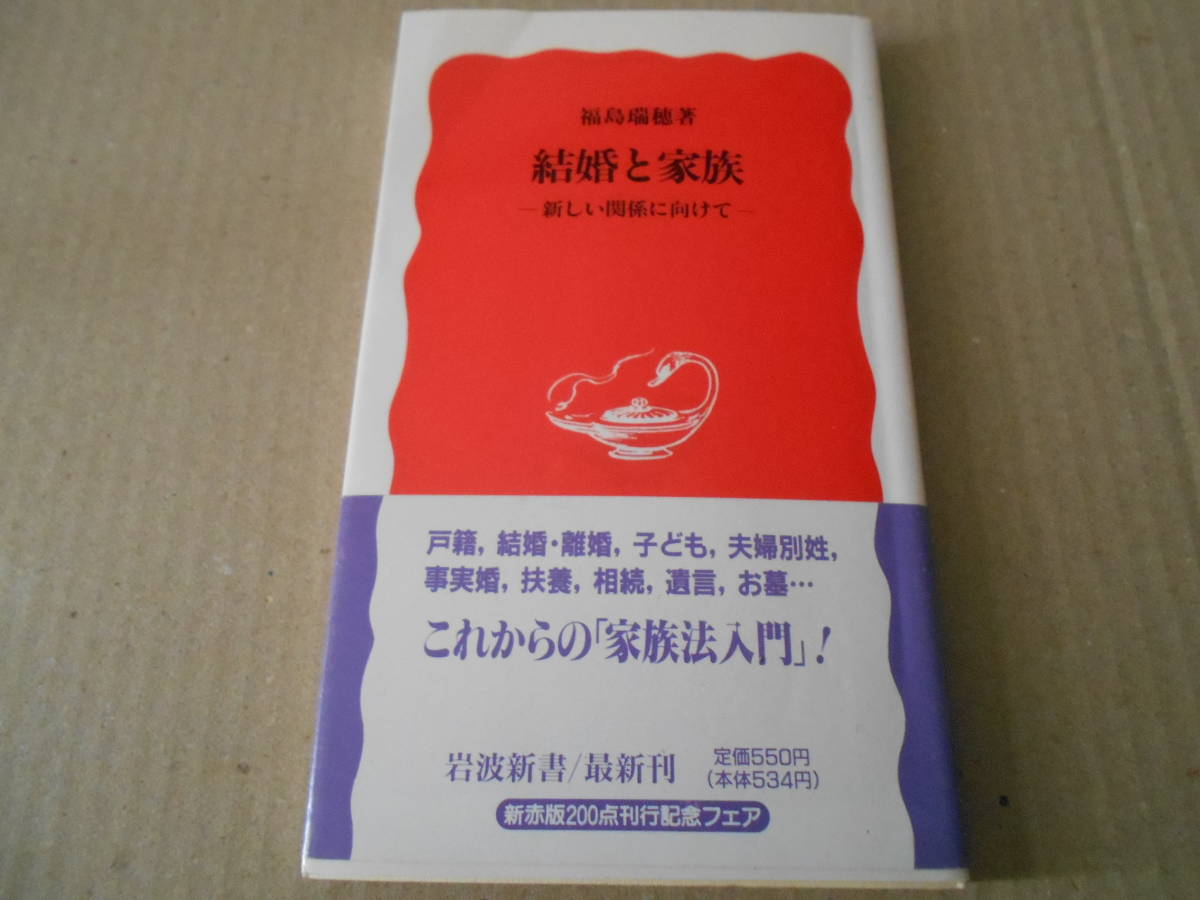 福島瑞穂著
結婚と家族
―新しい関係に向けて―
戸籍，結婚・離婚，子ども，夫婦別姓，
事実婚，扶養，相続，遺言，お墓…
これからの「家族法入門」！
岩波新書/最新刊
定価550円
(本体534円)
新赤版200点刊行記念フェア